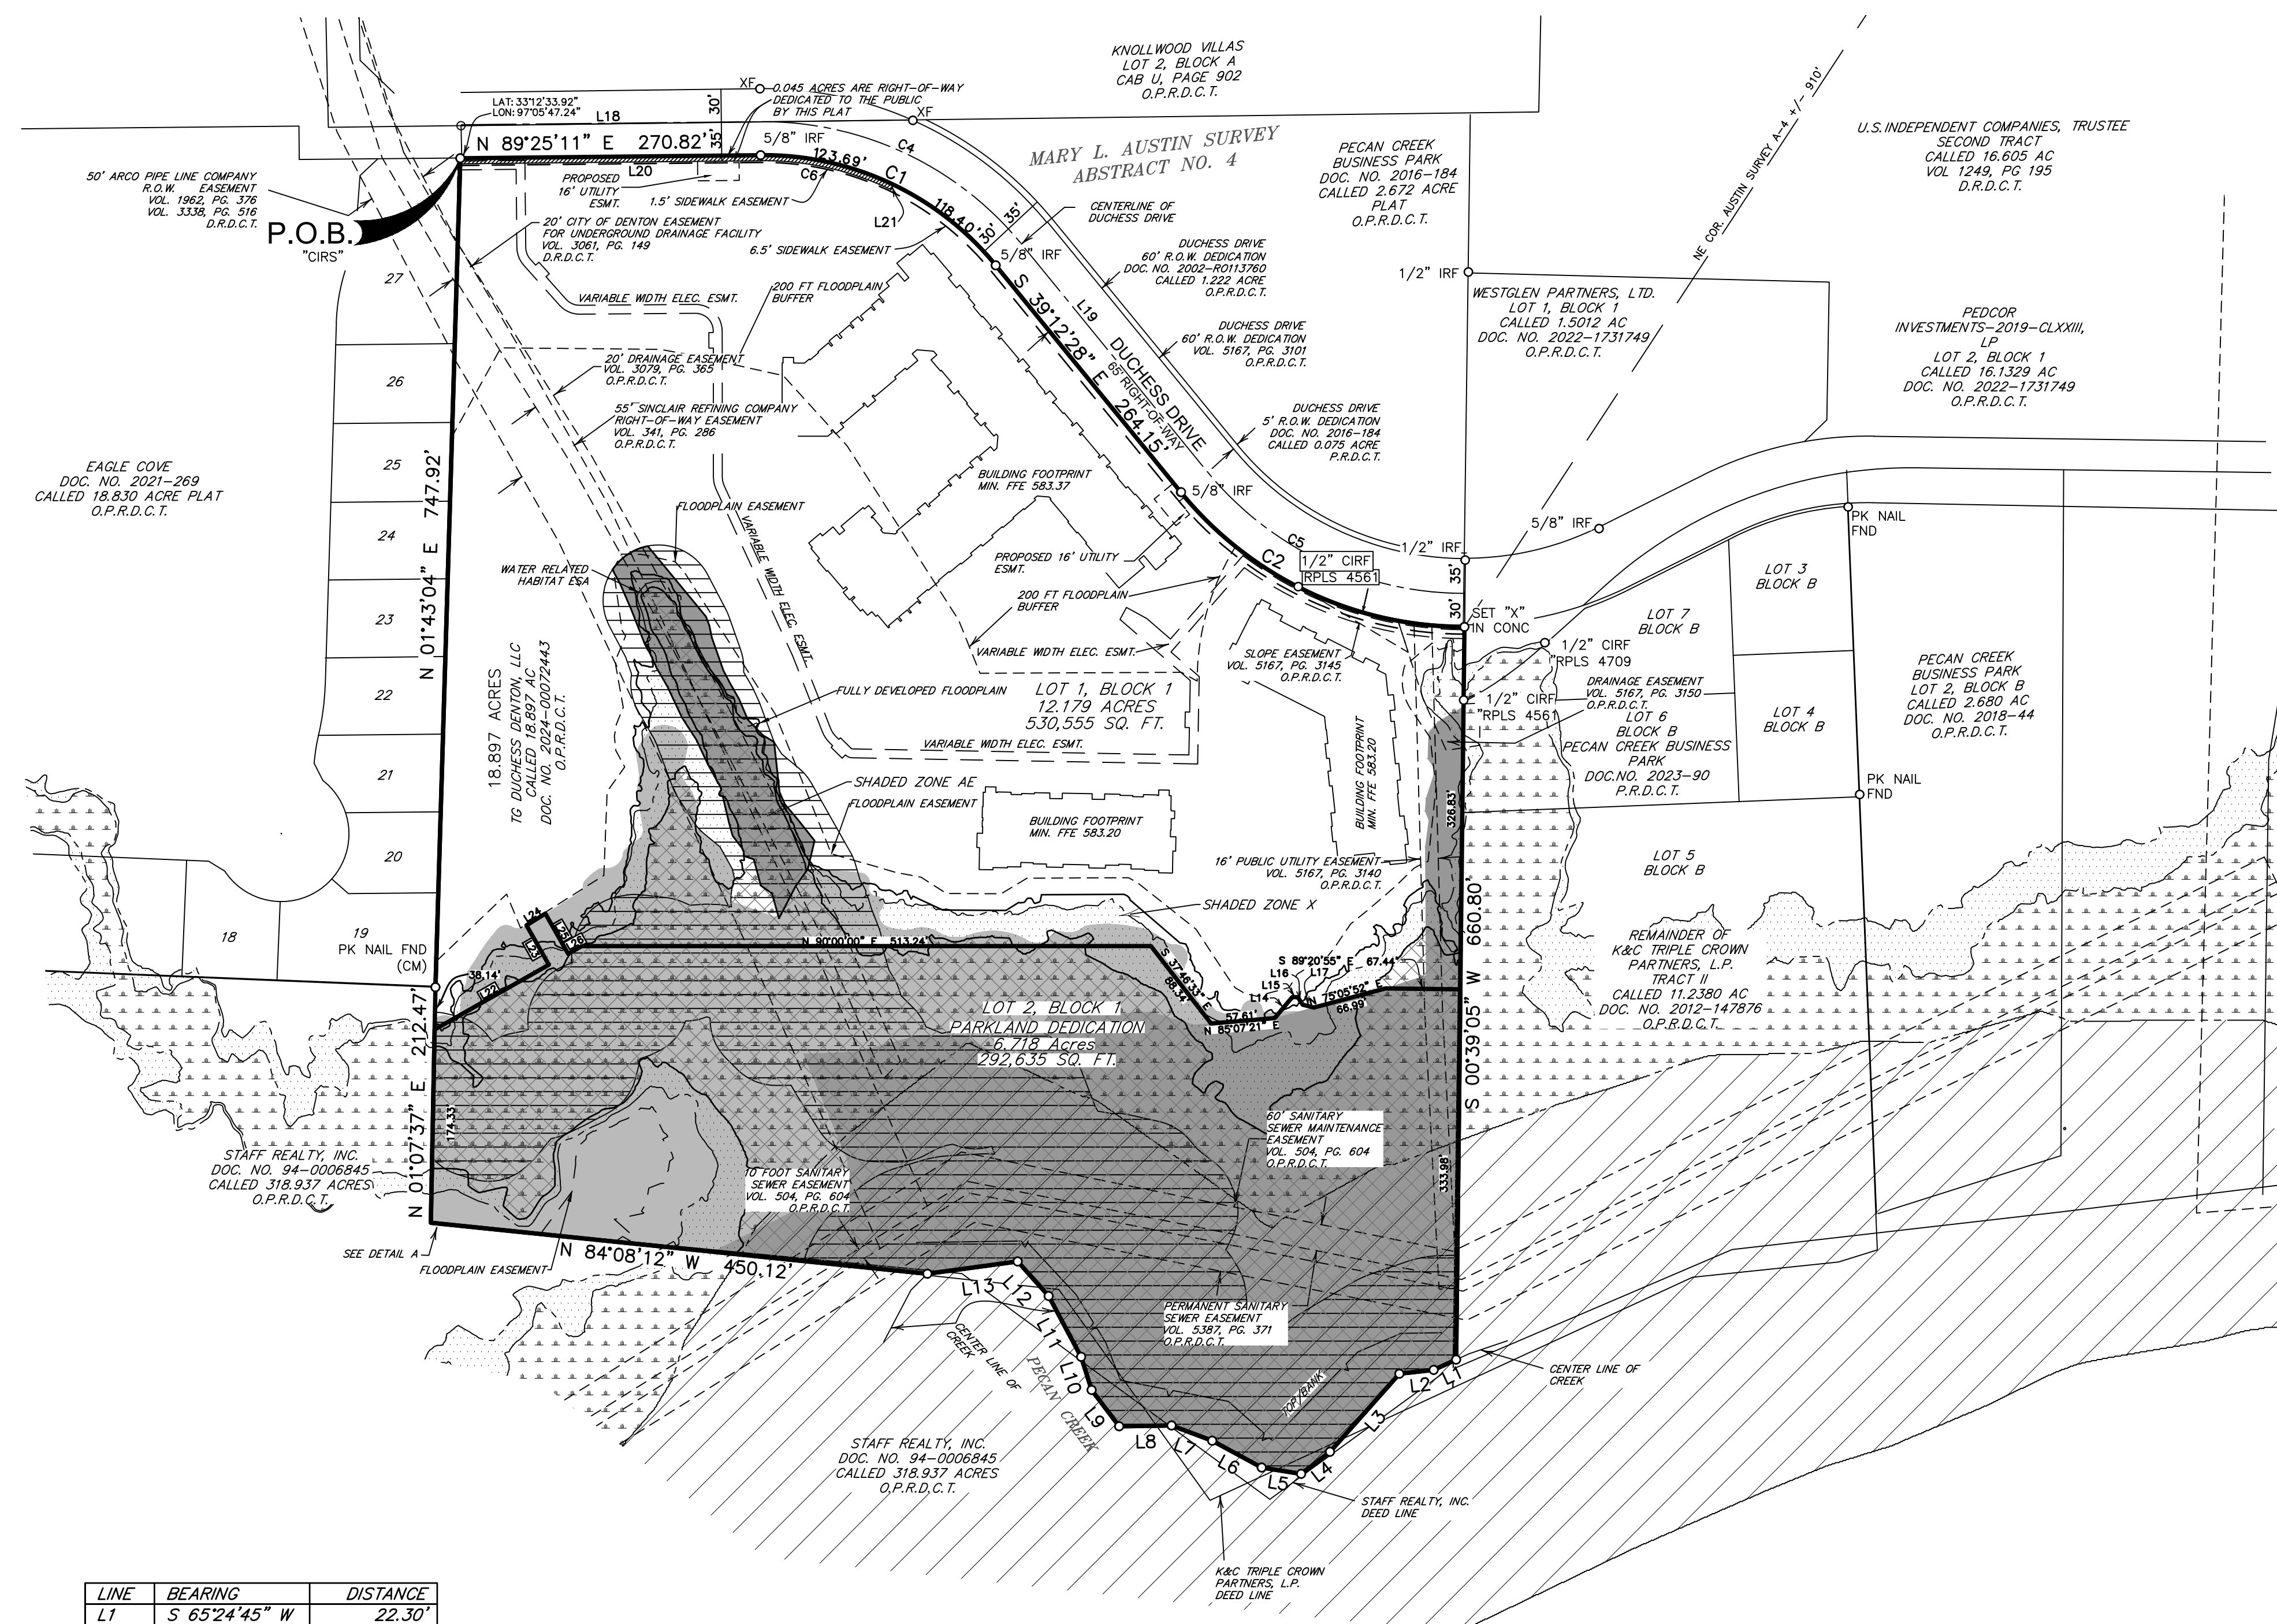 KNOLLWOOD VILLAS
LOT 2, BLOCK A
CAB U, PAGE 902
O.P.R.D.C.T.
NE COR. AUSTIN SURVEY A-4 +/- 910'
U.S.INDEPENDENT COMPANIES, TRUSTEE
SECOND TRACT
CALLED 16.605 AC
VOL 1249, PG 195
D.R.D.C.T.
XF
30'
0.045 ACRES ARE RIGHT-OF-WAY
DEDICATED TO THE PUBLIC
BY THIS PLAT
LAT: 33°12'33.92"
LON: 97°05'47.24"
L18
XF
35'
N 89°25'11" E 270.82'
5/8" IRF
C4
MARY L. AUSTIN SURVEY
ABSTRACT NO. 4
PECAN CREEK
BUSINESS PARK
DOC. NO. 2016-184
CALLED 2.672 ACRE
PLAT
O.P.R.D.C.T.
50' ARCO PIPE LINE COMPANY
R.O.W. EASEMENT
VOL. 1962, PG. 376
VOL. 3338, PG. 516
D.R.D.C.T.
P.O.B.
"CIRS"
PROPOSED
16' UTILITY
ESMT.
L20
123.69'
C6
C1
1.5' SIDEWALK EASEMENT
L21
118.40'
35'
30'
CENTERLINE OF
DUCHESS DRIVE
20' CITY OF DENTON EASEMENT
FOR UNDERGROUND DRAINAGE FACILITY
VOL. 3061, PG. 149
D.R.D.C.T.
6.5' SIDEWALK EASEMENT
5/8" IRF
DUCHESS DRIVE
60' R.O.W. DEDICATION
DOC. NO. 2002-R0113760
CALLED 1.222 ACRE
O.P.R.D.C.T.
1/2" IRF
27
VARIABLE WIDTH ELEC. ESMT.
200 FT FLOODPLAIN
BUFFER
S 39°12'28" E 264.15'
L19
WESTGLEN PARTNERS, LTD.
LOT 1, BLOCK 1
CALLED 1.5012 AC
DOC. NO. 2022-1731749
O.P.R.D.C.T.
PEDCOR
INVESTMENTS-2019-CLXXIII,
LP
LOT 2, BLOCK 1
CALLED 16.1329 AC
DOC. NO. 2022-1731749
O.P.R.D.C.T.
DUCHESS DRIVE
60' R.O.W. DEDICATION
VOL. 5167, PG. 3101
O.P.R.D.C.T.
DUCHESS DRIVE
65' RIGHT-OF-WAY
20' DRAINAGE EASEMENT
VOL. 3079, PG. 365
O.P.R.D.C.T.
26
55' SINCLAIR REFINING COMPANY
RIGHT-OF-WAY EASEMENT
VOL. 341, PG. 286
O.P.R.D.C.T.
DUCHESS DRIVE
5' R.O.W. DEDICATION
DOC. NO. 2016-184
CALLED 0.075 ACRE
P.R.D.C.T.
EAGLE COVE
DOC. NO. 2021-269
CALLED 18.830 ACRE PLAT
O.P.R.D.C.T.
25
N 01°43'04" E 747.92'
BUILDING FOOTPRINT
MIN. FFE 583.37
5/8" IRF
FLOODPLAIN EASEMENT
VARIABLE WIDTH ELEC. ESMT.
24
5/8" IRF
PK NAIL
FND
C5
C2
1/2" CIRF
RPLS 4561
1/2" IRF
35'
30'
PROPOSED 16' UTILITY
ESMT.
WATER RELATED
HABITAT ESA
LOT 3
BLOCK B
200 FT FLOODPLAIN
BUFFER
23
SET "X"
IN CONC
LOT 7
BLOCK B
1/2" CIRF
"RPLS 4709
VARIABLE WIDTH ELEC. ESMT.
SLOPE EASEMENT
VOL. 5167, PG. 3145
O.P.R.D.C.T.
PECAN CREEK
BUSINESS PARK
LOT 2, BLOCK B
CALLED 2.680 AC
DOC. NO. 2018-44
O.P.R.D.C.T.
18.897 ACRES
TG DUCHESS DENTON, LLC
CALLED 18.897 AC
DOC. NO. 2024-00072443
O.P.R.D.C.T.
FULLY DEVELOPED FLOODPLAIN
LOT 1, BLOCK 1
12.179 ACRES
530,555 SQ. FT.
DRAINAGE EASEMENT
VOL. 5167, PG. 3150
O.P.R.D.C.T.
1/2" CIRF
"RPLS 4561
22
LOT 6
BLOCK B
PECAN CREEK BUSINESS
PARK
DOC.NO. 2023-90
P.R.D.C.T.
LOT 4
BLOCK B
VARIABLE WIDTH ELEC. ESMT.
BUILDING FOOTPRINT
MIN. FFE 583.20
21
SHADED ZONE AE
FLOODPLAIN EASEMENT
PK NAIL
FND
326.83'
BUILDING FOOTPRINT
MIN. FFE 583.20
20
16' PUBLIC UTILITY EASEMENT
VOL. 5167, PG. 3140
O.P.R.D.C.T.
LOT 5
BLOCK B
SHADED ZONE X
S 00°39'05" W 660.80'
18
19
PK NAIL FND
(CM)
L24
L23
L25
L26
N 90°00'00" E 513.24'
REMAINDER OF
K&C TRIPLE CROWN
PARTNERS, L.P.
TRACT II
CALLED 11.2380 AC
DOC. NO. 2012-147876
O.P.R.D.C.T.
S 37°46'33" E
88.34'
S 89°20'55" E 67.44'
L16
L17
L15
L14
38.14'
L22
N 75°05'52" E
66.99'
57.61'
N 85°07'21" E
LOT 2, BLOCK 1
PARKLAND DEDICATION
6.718 Acres
292,635 SQ. FT.
N 01°07'37" E 212.47'
174.33'
60' SANITARY
SEWER MAINTENANCE
EASEMENT
VOL. 504, PG. 604
O.P.R.D.C.T.
333.98'
STAFF REALTY, INC.
DOC. NO. 94-0006845
CALLED 318.937 ACRES
O.P.R.D.C.T.
10 FOOT SANITARY
SEWER EASEMENT
VOL. 504, PG. 604
O.P.R.D.C.T.
SEE DETAIL A
FLOODPLAIN EASEMENT
N 84°08'12" W 450.12'
L13
L12
L11
L10
L9
L8
L7
L6
L5
L4
L3
L2
L1
PERMANENT SANITARY
SEWER EASEMENT
VOL. 5387, PG. 371
O.P.R.D.C.T.
CENTER LINE OF
CREEK
PECAN
CREEK
TOP/BANK
CENTER LINE OF
CREEK
STAFF REALTY, INC.
DOC. NO. 94-0006845
CALLED 318.937 ACRES
O.P.R.D.C.T.
STAFF REALTY, INC.
DEED LINE
K&C TRIPLE CROWN
PARTNERS, L.P.
DEED LINE
LINE BEARING DISTANCE
L1 S 65°24'45" W 22.30'